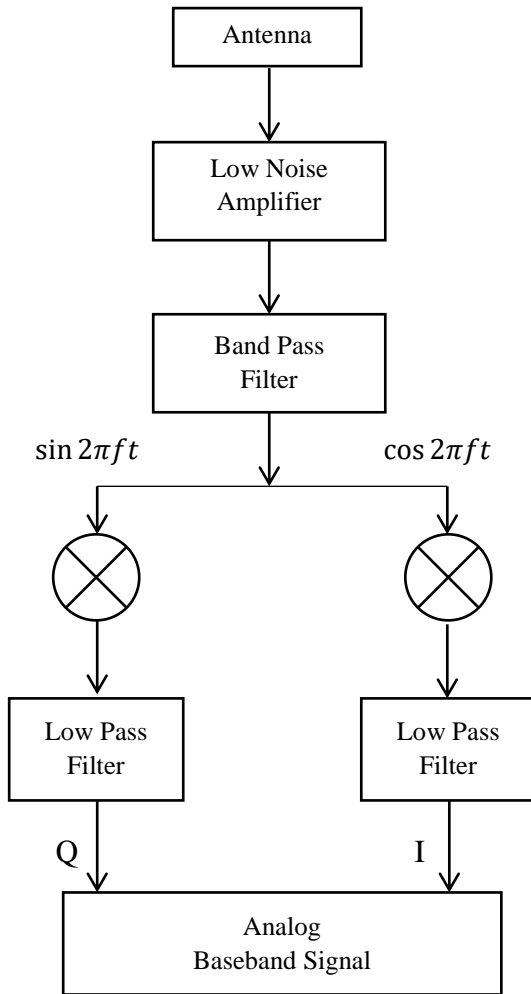 Antenna
Low Noise
Amplifier
Band Pass
Filter
sin 2πft
cos 2πft
Low Pass
Filter
Low Pass
Filter
Q
I
Analog
Baseband Signal